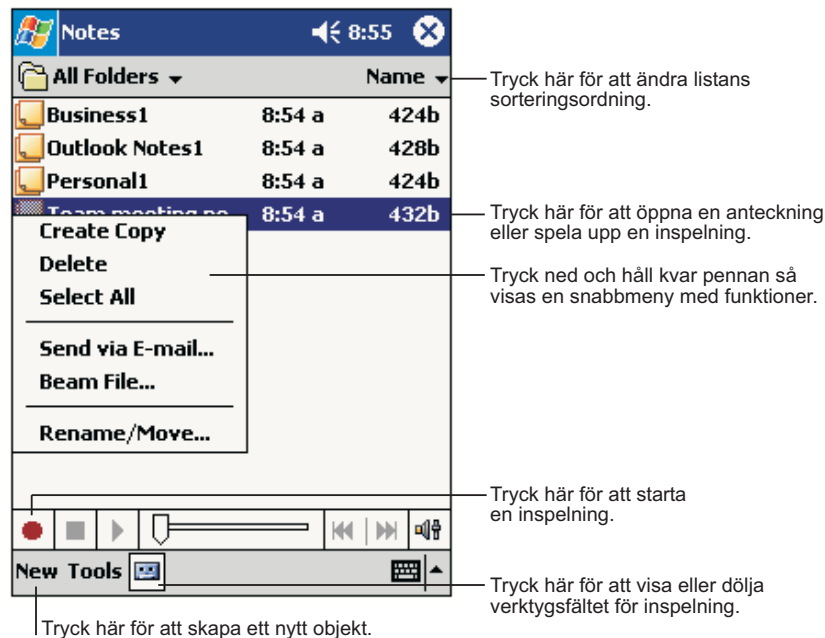 Notes 8:55
All Folders Name
Tryck här för att ändra listans
sorteringsordning.
Business1 8:54 a 424b
Outlook Notes1 8:54 a 428b
Personal1 8:54 a 424b
Team meeting no 8:54 a 432b
Tryck här för att öppna en anteckning
eller spela upp en inspelning.
Create Copy
Delete
Select All
Tryck ned och håll kvar pennan så
visas en snabbmeny med funktioner.
Send via E-mail...
Beam File...
Rename/Move...
Tryck här för att starta
en inspelning.
New Tools
Tryck här för att visa eller dölja
verktygsfältet för inspelning.
Tryck här för att skapa ett nytt objekt.